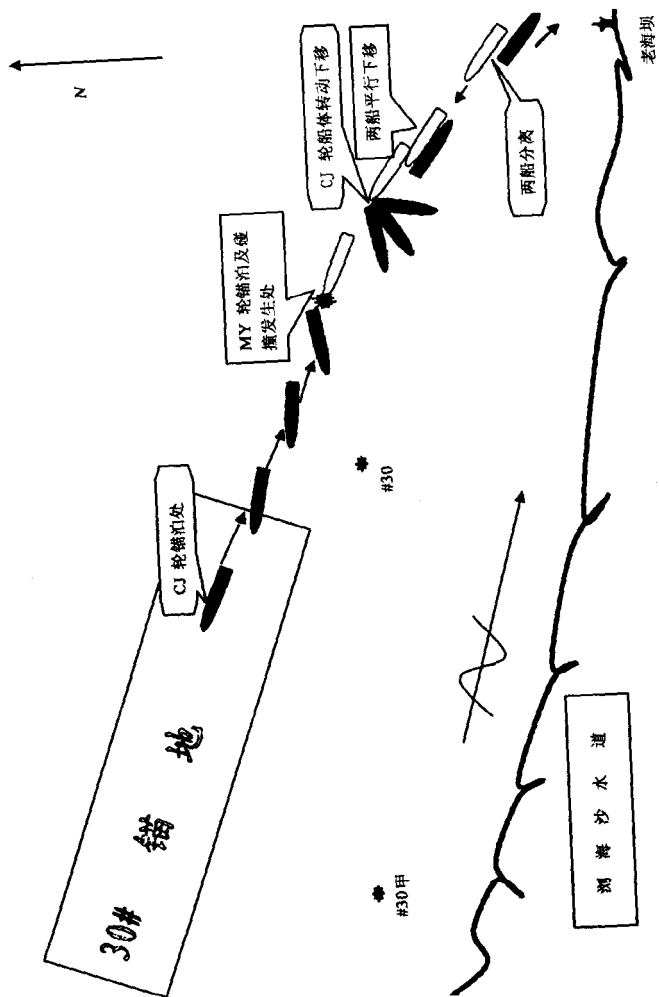 N
老海坝
CJ 轮船体转动下移
两船平行下移
两船分离
MY 轮锚泊及碰
撞发生处
#30
CJ 轮锚泊处
30# 锚 地
#30甲
浏 海 沙 水 道